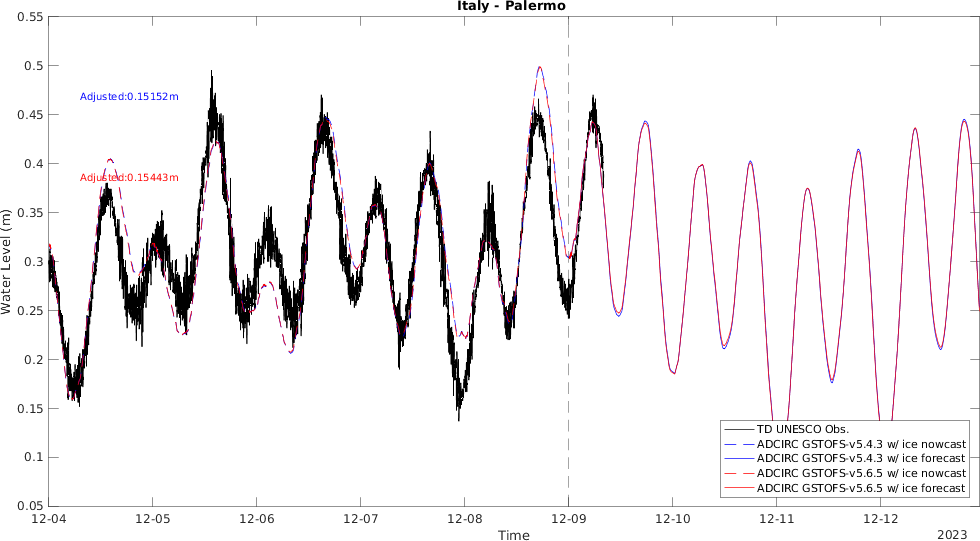 Italy - Palermo
0.55
0.5
0.45
0.4
0.35
0.3
0.25
0.2
0.15
0.1
0.05
Water Level (m)
Adjusted:0.15152m
Adjusted:0.15443m
TD UNESCO Obs.
ADCIRC GSTOFS-v5.4.3 w/ ice nowcast
ADCIRC GSTOFS-v5.4.3 w/ ice forecast
ADCIRC GSTOFS-v5.6.5 w/ ice nowcast
ADCIRC GSTOFS-v5.6.5 w/ ice forecast
12-04 12-05 12-06 12-07 12-08 12-09 12-10 12-11 12-12
Time
2023